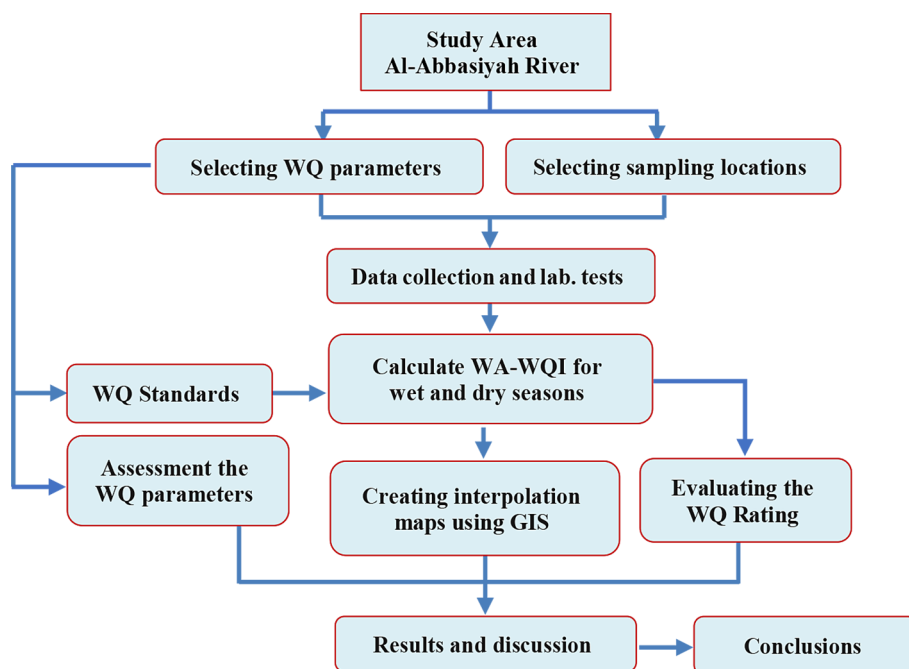 Study Area
Al-Abbasiyah River
Selecting WQ parameters
Selecting sampling locations
Data collection and lab. tests
Calculate WA-WQI for
wet and dry seasons
WQ Standards
Assessment the
WQ parameters
Creating interpolation
maps using GIS
Evaluating the
WQ Rating
Results and discussion
Conclusions